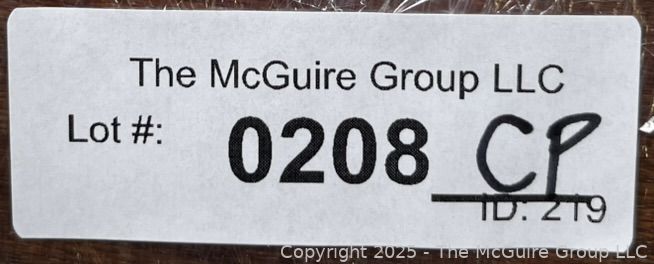 The McGuire Group LLC
Lot #: 0208 CP
ID: 219
Copyright 2025 - The McGuire Group LLC